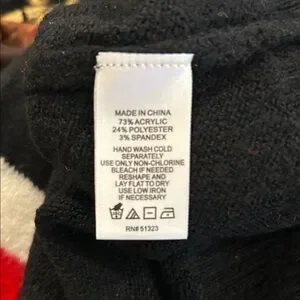 MADE IN CHINA
73% ACRYLIC
24% POLYESTER
3% SPANDEX
HAND WASH COLD
SEPARATELY
USE ONLY NON-CHLORINE
BLEACH IF NEEDED
RESHAPE AND
LAY FLAT TO DRY
USE LOW IRON
IF NECESSARY
RN# 51323